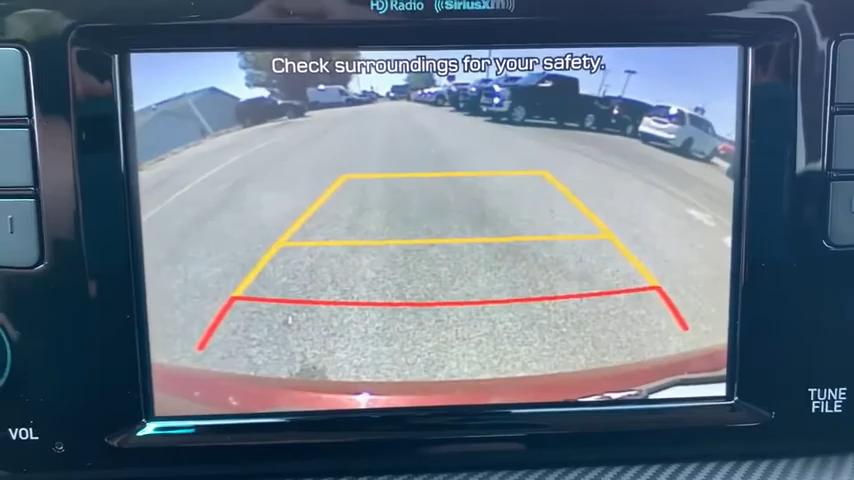 HD Radio SiriusXM
Check surroundings for your safety.
VOL
TUNE
FILE